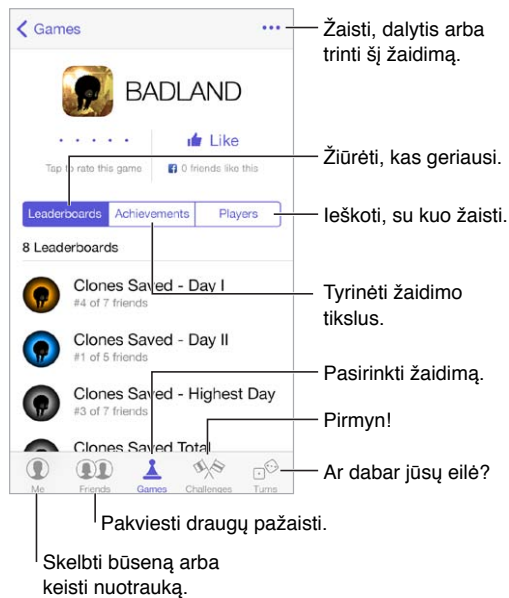 Games
Žaisti, dalytis arba
trinti šį žaidimą.
BADLAND
Like
Tap to rate this game
0 friends like this
Žiūrėti, kas geriausi.
Leaderboards
Achievements
Players
Ieškoti, su kuo žaisti.
8 Leaderboards
Clones Saved - Day I
#4 of 7 friends
Tyrinėti žaidimo
tikslus.
Clones Saved - Day II
#1 of 5 friends
Pasirinkti žaidimą.
Clones Saved - Highest Day
#3 of 7 friends
Pirmyn!
Clones Saved Total
Ar dabar jūsų eilė?
Me
Friends
Games
Challenges
Turns
Pakviesti draugų pažaisti.
Skelbti būseną arba
keisti nuotrauką.